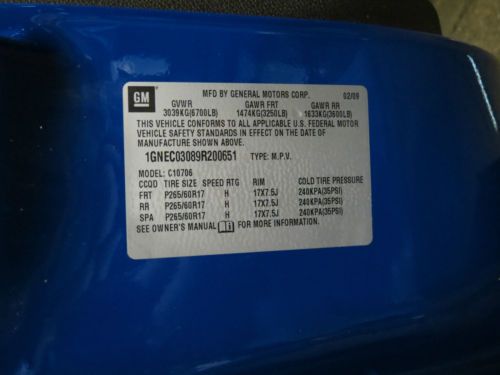 GM
MFD BY GENERAL MOTORS CORP. 02/09
GVWR GAWR FRT GAWR RR
3039KG(6700LB) 1474KG(3250LB) 1633KG(3600LB)
THIS VEHICLE CONFORMS TO ALL APPLICABLE U.S. FEDERAL MOTOR
VEHICLE SAFETY STANDARDS IN EFFECT ON THE DATE OF
MANUFACTURE SHOWN ABOVE.
1GNEC03089R200651 TYPE: M.P.V.
MODEL: C10706
CCQD TIRE SIZE SPEED RTG RIM COLD TIRE PRESSURE
FRT P265/60R17 H 17X7.5J 240KPA(35PSI)
RR P265/60R17 H 17X7.5J 240KPA(35PSI)
SPA P265/60R17 H 17X7.5J 240KPA(35PSI)
SEE OWNER'S MANUAL FOR MORE INFORMATION.